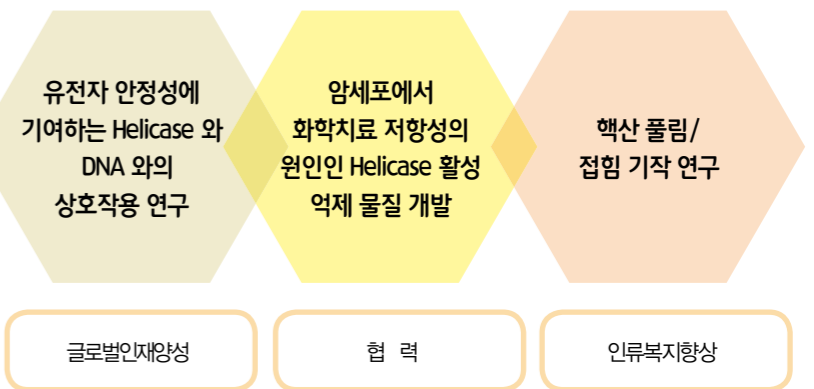 유전자 안정성에
기여하는 Helicase 와
DNA 와의
상호작용 연구
암세포에서
화학치료 저항성의
원인인 Helicase 활성
억제 물질 개발
핵산 풀림/
접힘 기작 연구
글로벌인재양성
협 력
인류복지향상